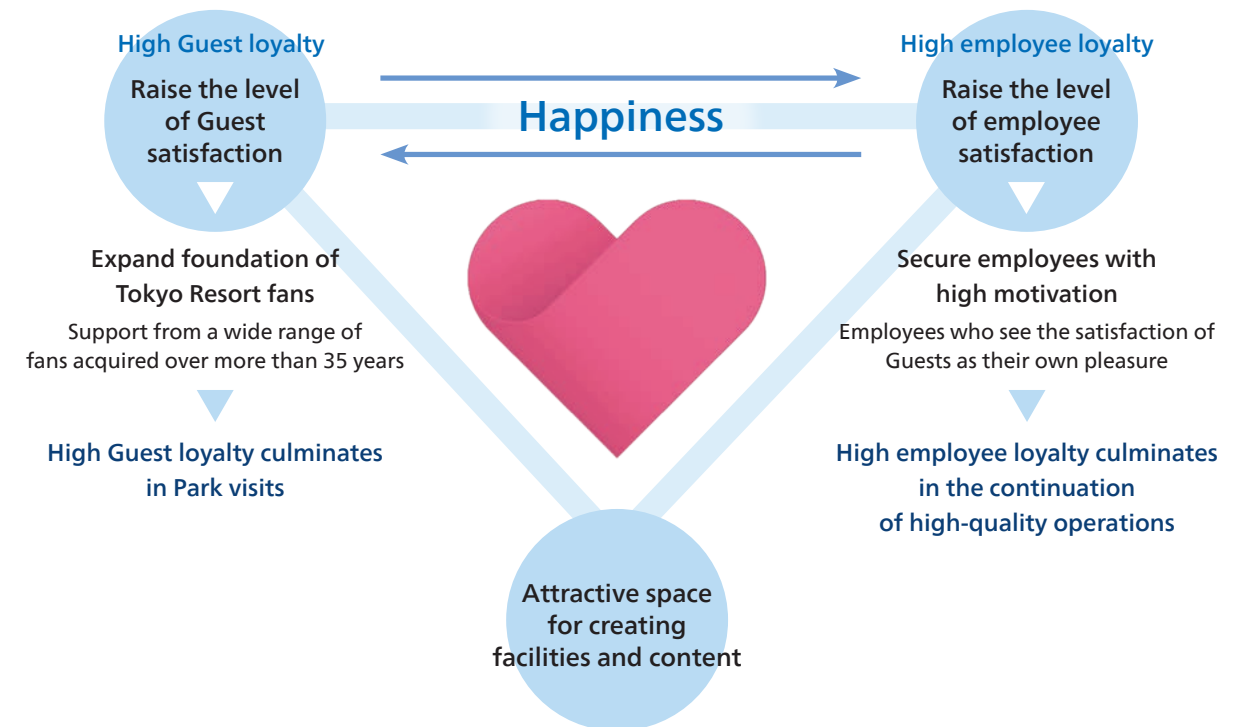 High Guest loyalty
Raise the level
of Guest
satisfaction
Expand foundation of
Tokyo Resort fans
Support from a wide range of
fans acquired over more than 35 years
High Guest loyalty culminates
in Park visits
Happiness
High employee loyalty
Raise the level
of employee
satisfaction
Secure employees with
high motivation
Employees who see the satisfaction of
Guests as their own pleasure
High employee loyalty culminates
in the continuation
of high-quality operations
Attractive space
for creating
facilities and content